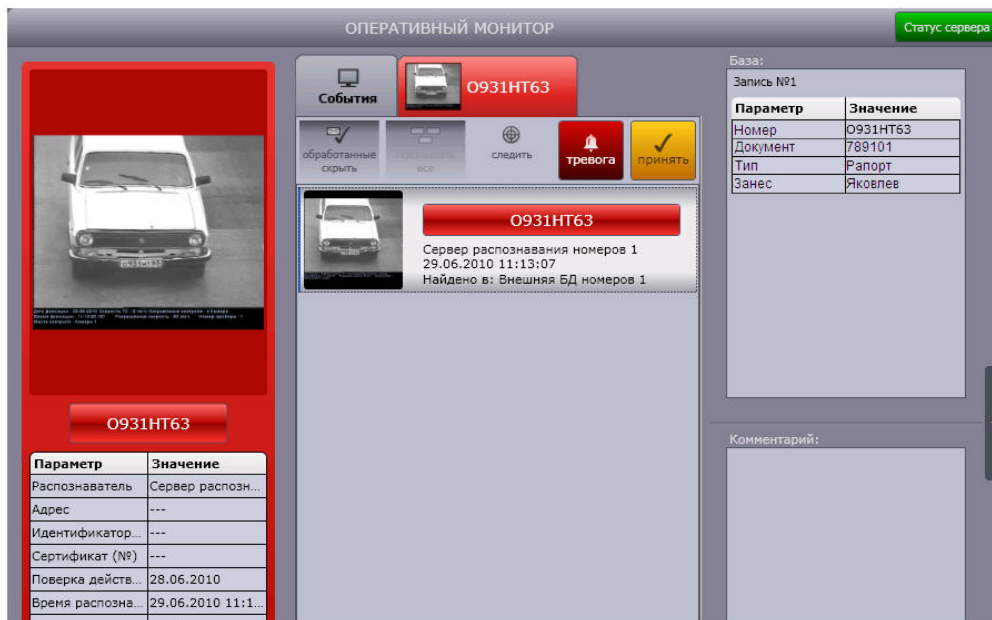 ОПЕРАТИВНЫЙ МОНИТОР
Статус сервера
О931НТ63
Параметр Значение
Распознаватель Сервер распозн...
Адрес ---
Идентификатор... ---
Сертификат (№) ---
Поверка действ... 28.06.2010
Время распозна... 29.06.2010 11:1...
События
О931НТ63
обработанные
скрыть
показывать
все
следить
тревога
принять
О931НТ63
Сервер распознавания номеров 1
29.06.2010 11:13:07
Найдено в: Внешняя БД номеров 1
База:
Запись №1
Параметр Значение
Номер О931НТ63
Документ 789101
Тип Рапорт
Занес Яковлев
Комментарий: